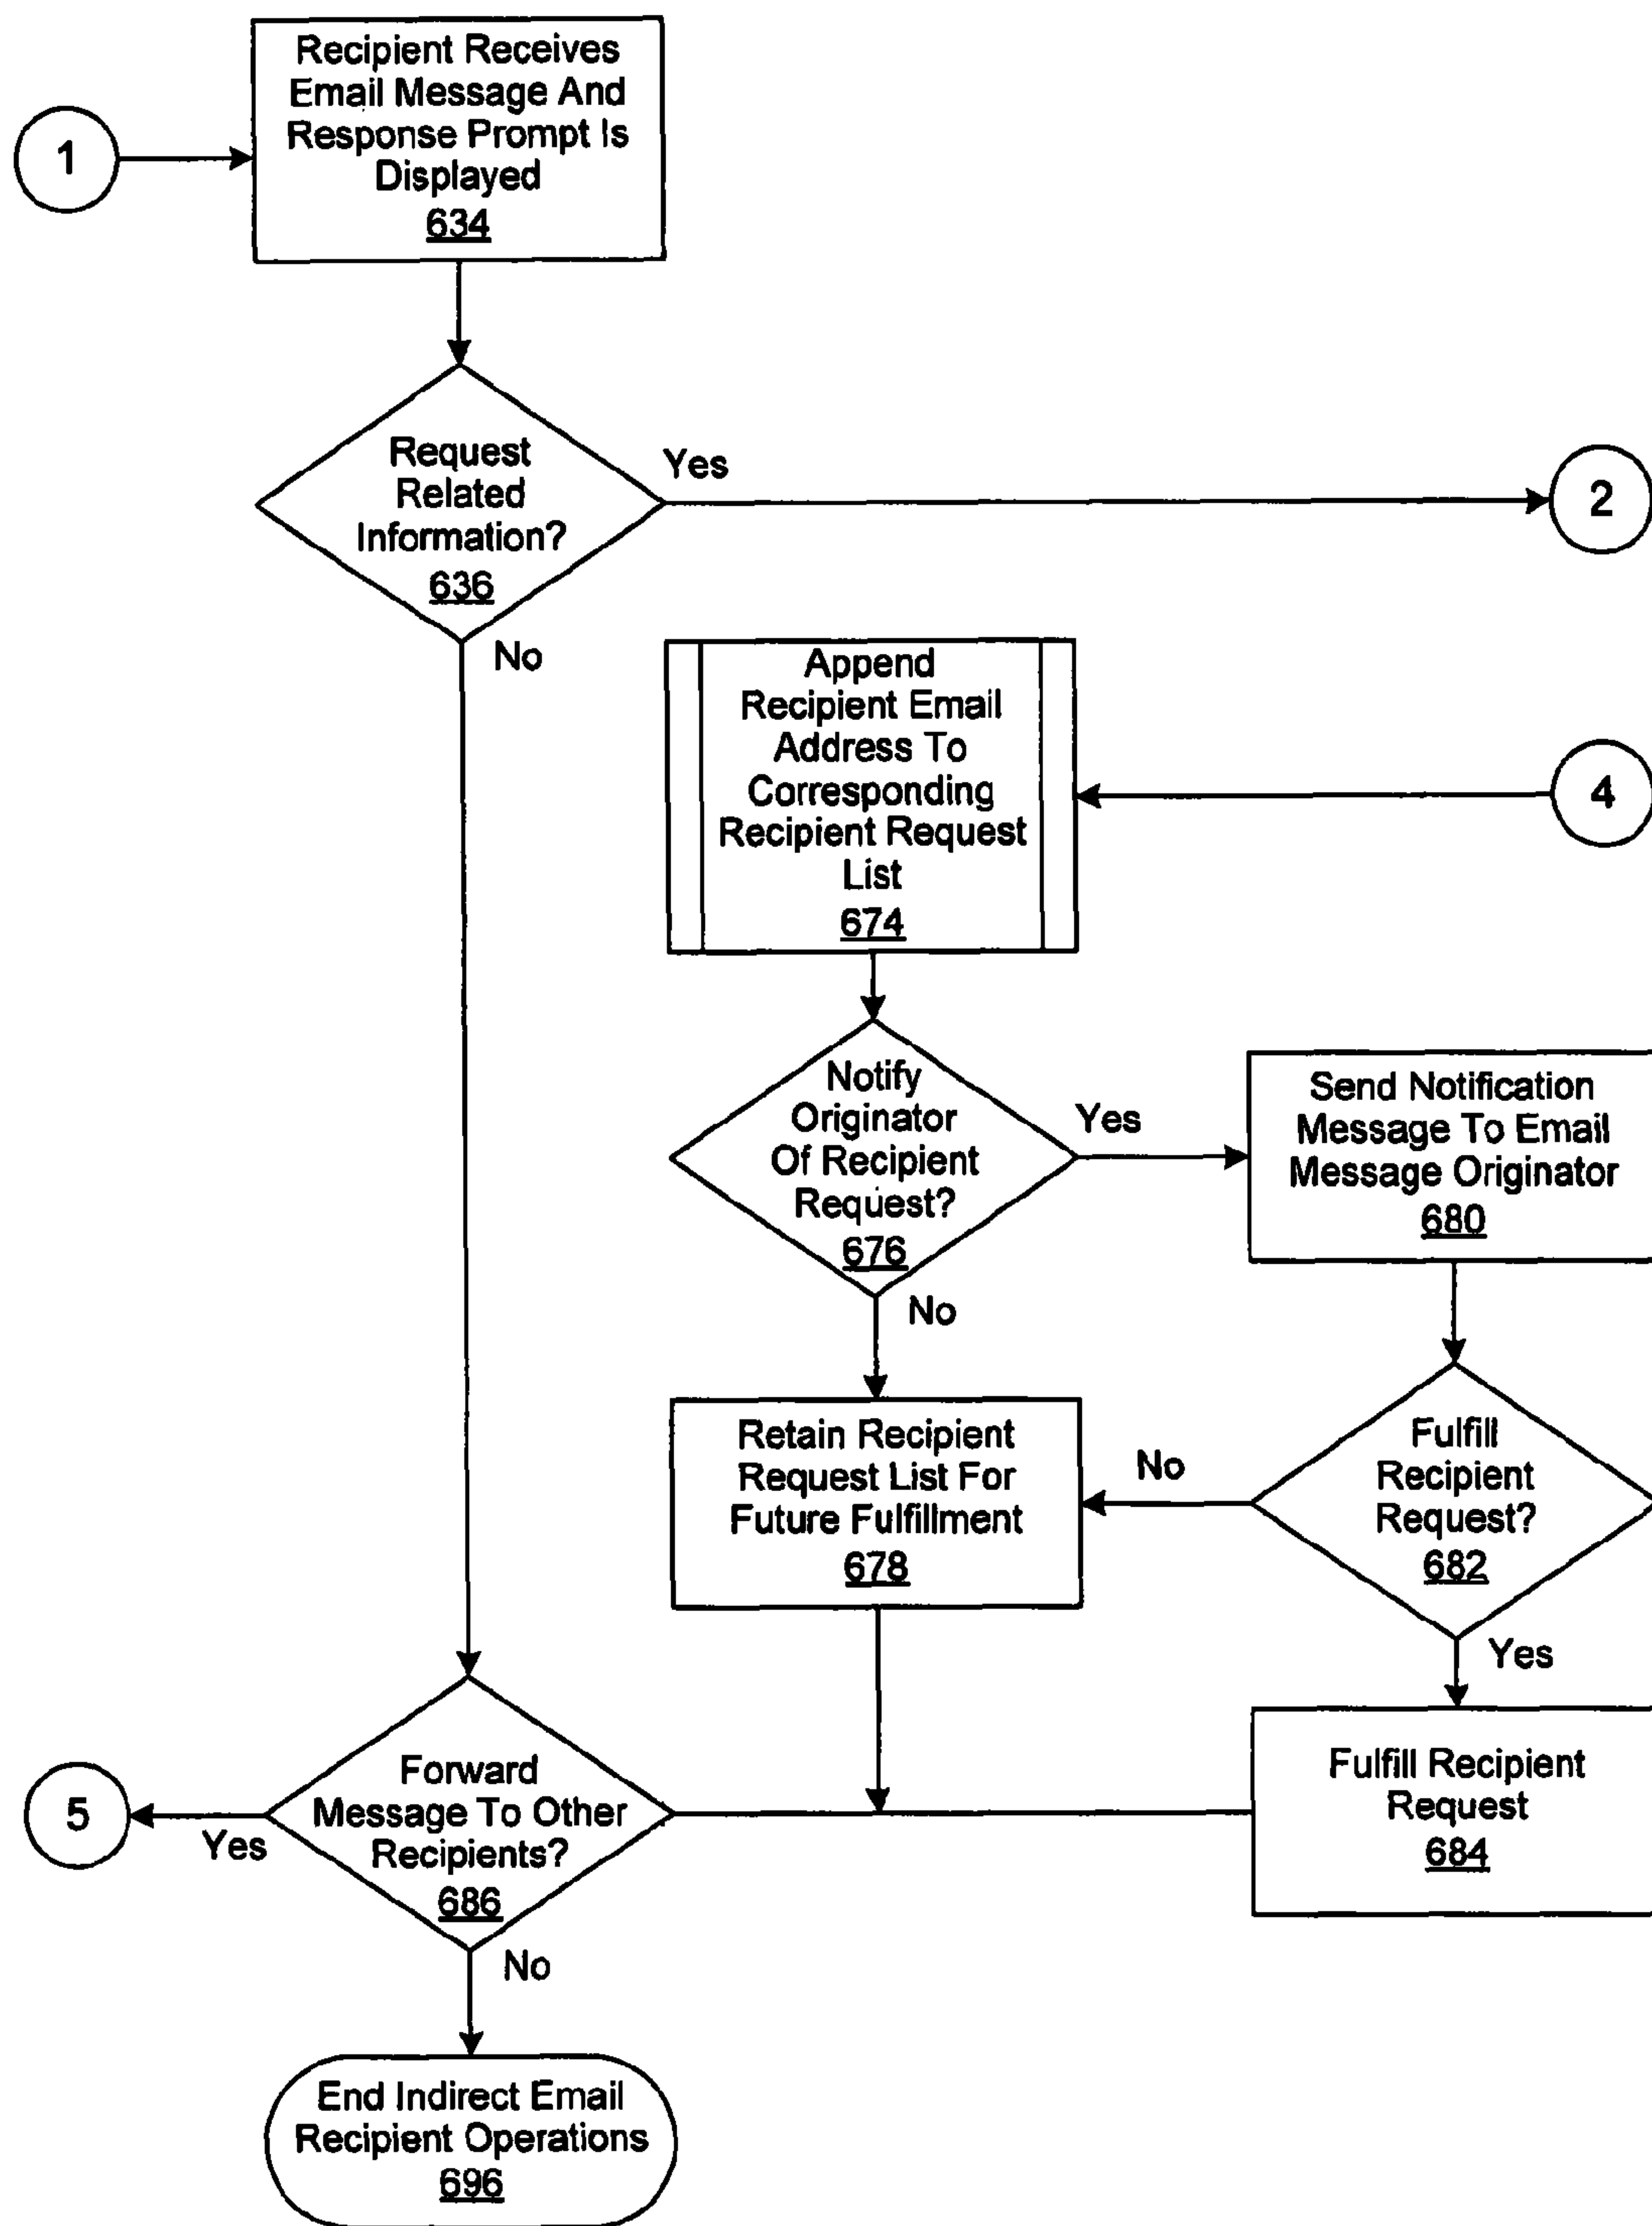 Recipient Receives
Email Message And
Response Prompt Is
Displayed
634
1
Request
Related
Information?
636
Yes
2
No
Append
Recipient Email
Address To
Corresponding
Recipient Request
List
674
4
Notify
Originator
Of Recipient
Request?
676
Yes
Send Notification
Message To Email
Message Originator
680
No
Retain Recipient
Request List For
Future Fulfillment
678
No
Fulfill
Recipient
Request?
682
Yes
Fulfill Recipient
Request
684
Forward
Message To Other
Recipients?
686
5
Yes
No
End Indirect Email
Recipient Operations
696